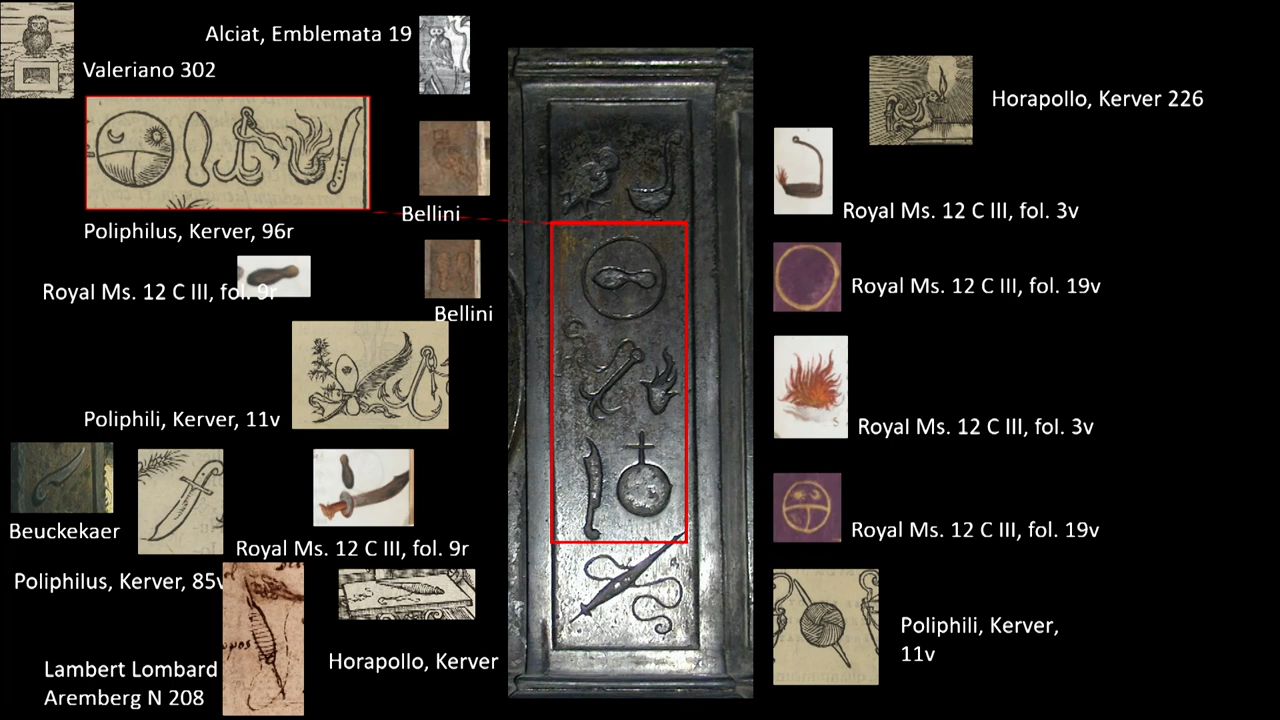 Alciat, Emblemata 19
Valeriano 302
Horapollo, Kerver 226
Bellini
Royal Ms. 12 C III, fol. 3v
Poliphilus, Kerver, 96r
Royal Ms. 12 C III, fol. 9r
Royal Ms. 12 C III, fol. 19v
Bellini
Poliphili, Kerver, 11v
Royal Ms. 12 C III, fol. 3v
Beuckekaer
Royal Ms. 12 C III, fol. 9r
Royal Ms. 12 C III, fol. 19v
Poliphilus, Kerver, 85v
Poliphili, Kerver,
11v
Horapollo, Kerver
Lambert Lombard
Aremberg N 208